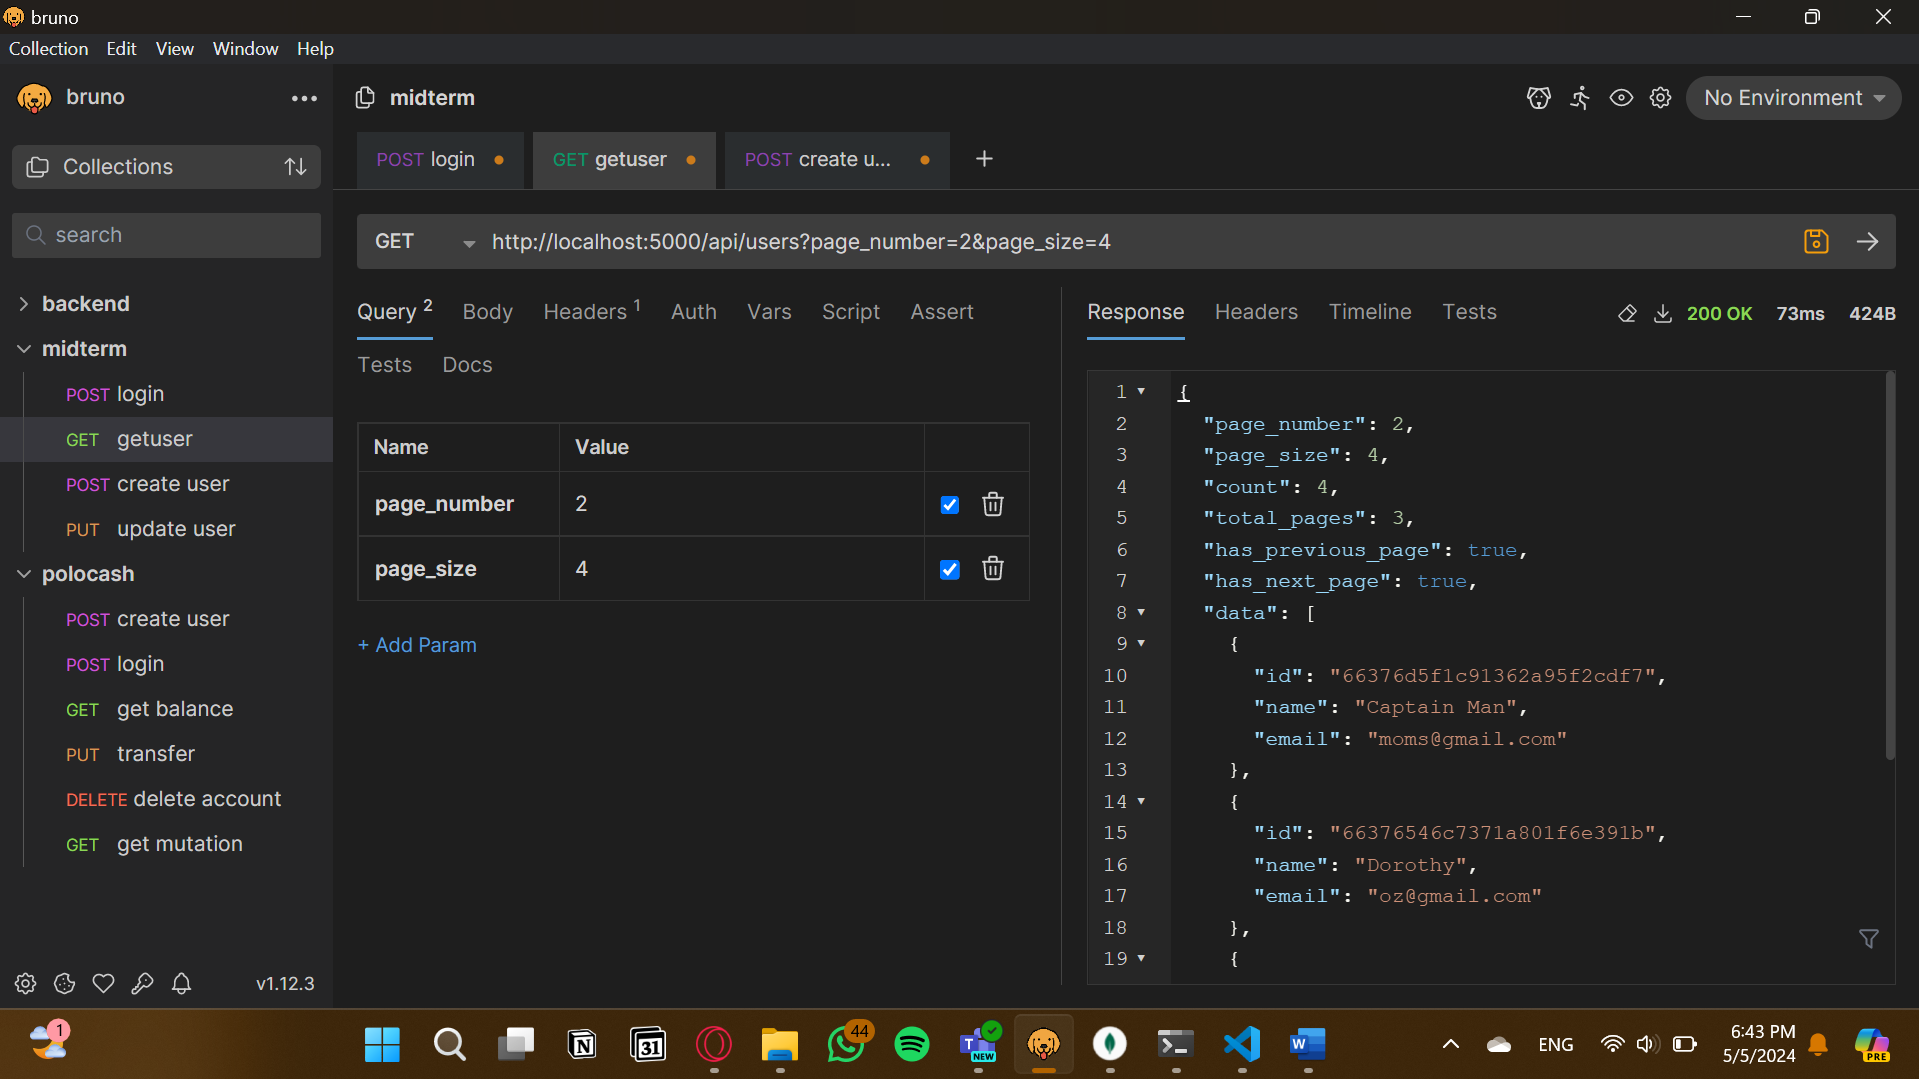 bruno
Collection Edit View Window Help
bruno
midterm
No Environment
POST login
GET getuser
POST create u...
Collections
search
GET http://localhost:5000/api/users?page_number=2&page_size=4
backend
midterm
POST login
GET getuser
POST create user
PUT update user
polocash
POST create user
POST login
GET get balance
PUT transfer
DELETE delete account
GET get mutation
v1.12.3
Query 2 Body Headers 1 Auth Vars Script Assert
Tests Docs
Name Value
page_number 2
page_size 4
+ Add Param
Response Headers Timeline Tests 200 OK 73ms 424B
1 {
2 "page_number": 2,
3 "page_size": 4,
4 "count": 4,
5 "total_pages": 3,
6 "has_previous_page": true,
7 "has_next_page": true,
8 "data": [
9 {
10 "id": "66376d5f1c91362a95f2cdf7",
11 "name": "Captain Man",
12 "email": "moms@gmail.com"
13 },
14 {
15 "id": "66376546c7371a801f6e391b",
16 "name": "Dorothy",
17 "email": "oz@gmail.com"
18 },
19 {
1
N
31
44
T
NEW
W
ENG
6:43 PM
5/5/2024
PRE